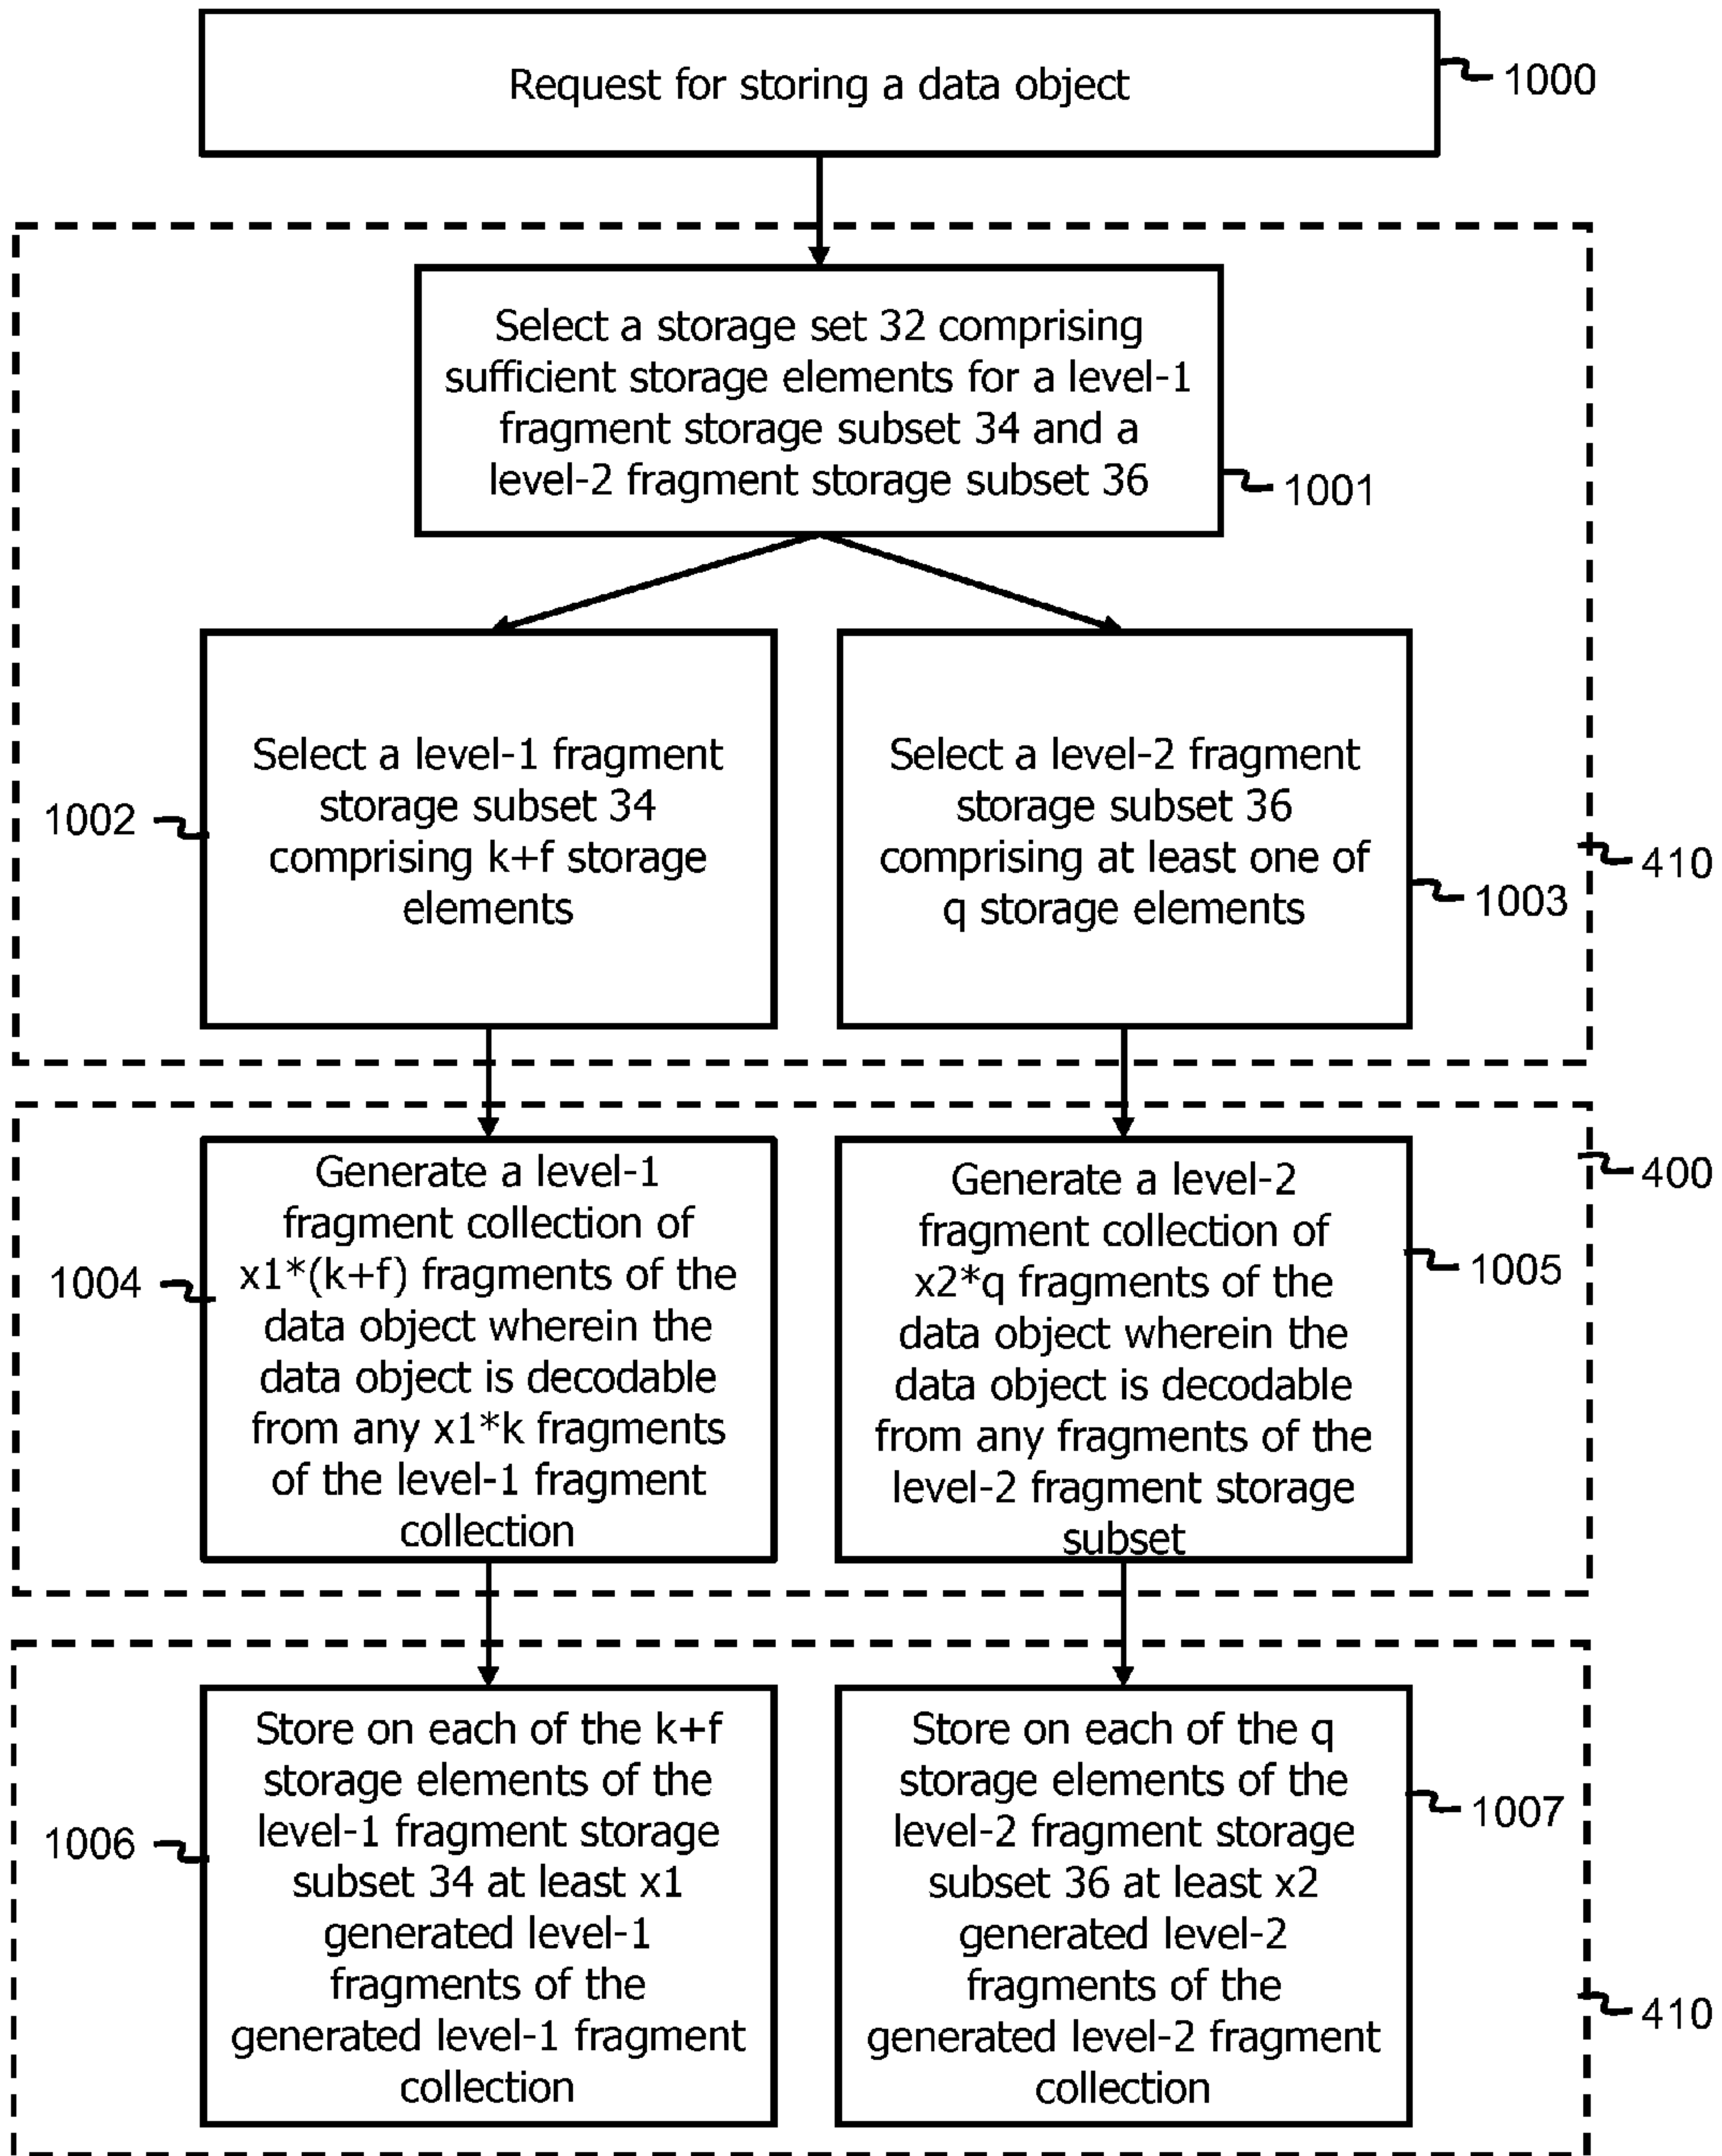 Request for storing a data object
1000
Select a storage set 32 comprising
sufficient storage elements for a level-1
fragment storage subset 34 and a
level-2 fragment storage subset 36
1001
Select a level-1 fragment
storage subset 34
comprising k+f storage
elements
1002
Select a level-2 fragment
storage subset 36
comprising at least one of
q storage elements
1003
410
Generate a level-1
fragment collection of
x1*(k+f) fragments of the
data object wherein the
data object is decodable
from any x1*k fragments
of the level-1 fragment
collection
1004
Generate a level-2
fragment collection of
x2*q fragments of the
data object wherein the
data object is decodable
from any fragments of the
level-2 fragment storage
subset
1005
400
Store on each of the k+f
storage elements of the
level-1 fragment storage
subset 34 at least x1
generated level-1
fragments of the
generated level-1 fragment
collection
1006
Store on each of the q
storage elements of the
level-2 fragment storage
subset 36 at least x2
generated level-2
fragments of the
generated level-2 fragment
collection
1007
410